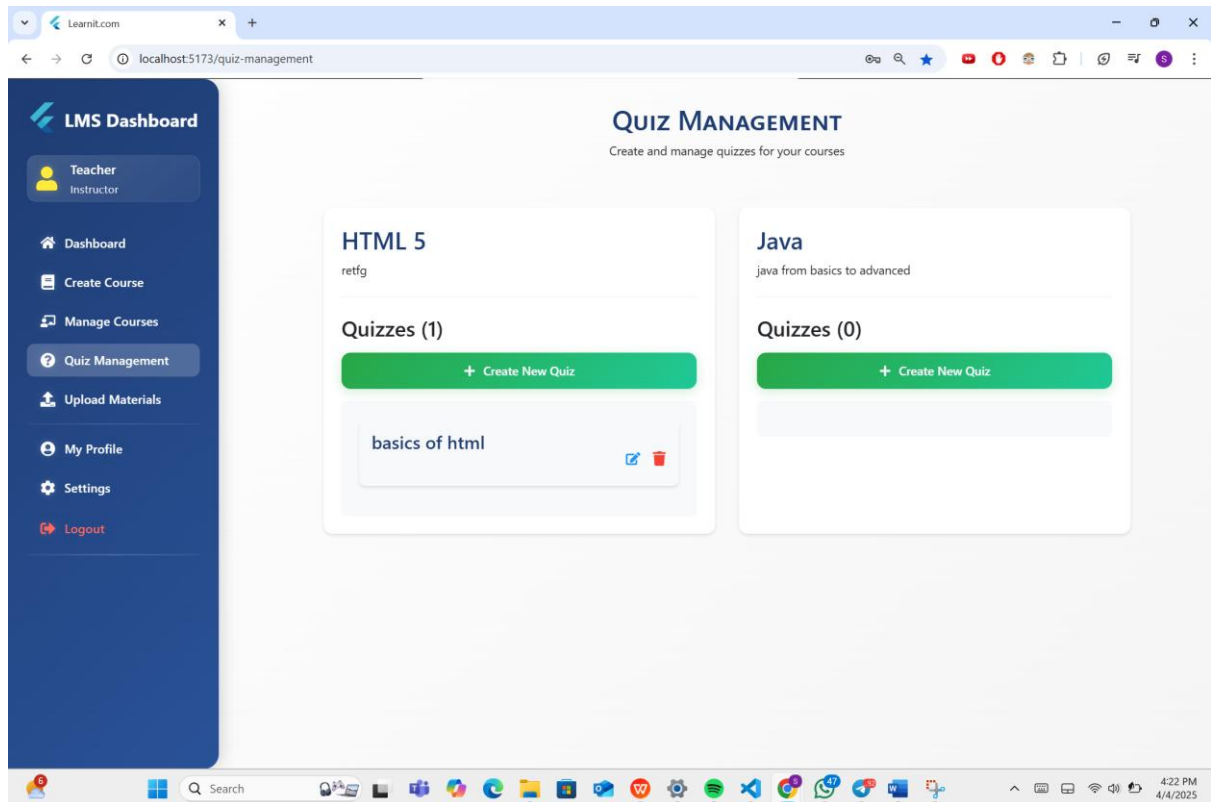 Learnit.com
localhost:5173/quiz-management
S
LMS Dashboard
Teacher
Instructor
Dashboard
Create Course
Manage Courses
Quiz Management
Upload Materials
My Profile
Settings
Logout
Quiz Management
Create and manage quizzes for your courses
HTML 5
retfg
Quizzes (1)
+ Create New Quiz
basics of html
Java
java from basics to advanced
Quizzes (0)
+ Create New Quiz
6
Search
47
4:22 PM
4/4/2025